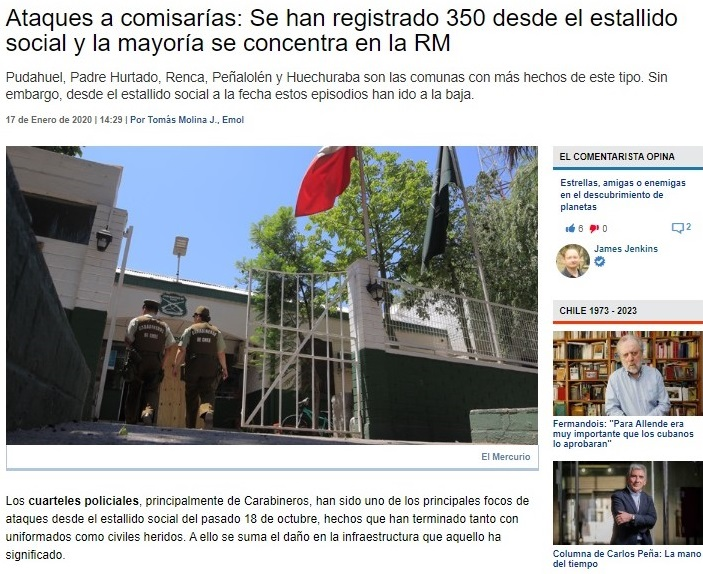 Ataques a comisarías: Se han registrado 350 desde el estallido
social y la mayoría se concentra en la RM
Pudahuel, Padre Hurtado, Renca, Peñalolén y Huechuraba son las comunas con más hechos de este tipo. Sin
embargo, desde el estallido social a la fecha estos episodios han ido a la baja.
17 de Enero de 2020 | 14:29 | Por Tomás Molina J., Emol
CARABINEROS
DE CHILE
CARABINEROS
DE CHILE
El Mercurio
Los cuarteles policiales, principalmente de Carabineros, han sido uno de los principales focos de
ataques desde el estallido social del pasado 18 de octubre, hechos que han terminado tanto con
uniformados como civiles heridos. A ello se suma el daño en la infraestructura que aquello ha
significado.
EL COMENTARISTA OPINA
Estrellas, amigas o enemigas
en el descubrimiento de
planetas
6 0 2
James Jenkins
CHILE 1973 - 2023
Fermandois: "Para Allende era
muy importante que los cubanos
lo aprobaran"
Columna de Carlos Peña: La mano
del tiempo